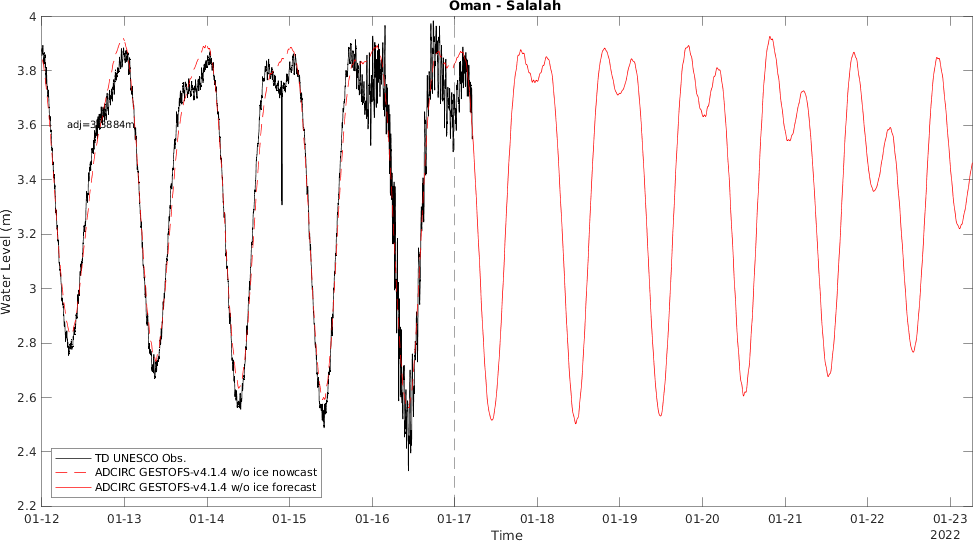 Oman - Salalah
4
3.8
3.6
3.4
3.2
3
2.8
2.6
2.4
2.2
Water Level (m)
TD UNESCO Obs.
ADCIRC GESTOFS-v4.1.4 w/o ice nowcast
ADCIRC GESTOFS-v4.1.4 w/o ice forecast
01-12 01-13 01-14 01-15 01-16 01-17 01-18 01-19 01-20 01-21 01-22 01-23
Time
2022